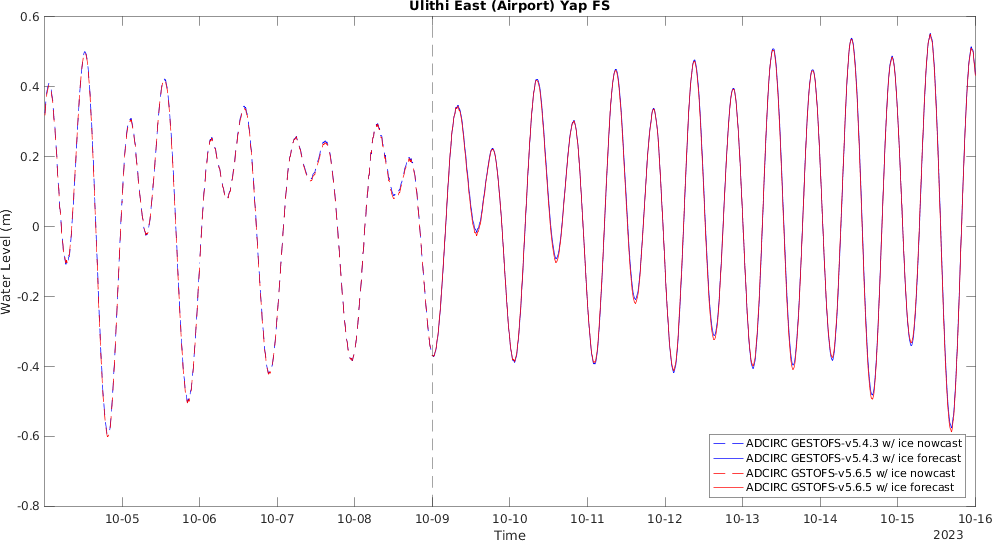 Ulithi East (Airport) Yap FS
0.6
0.4
0.2
0
-0.2
-0.4
-0.6
-0.8
Water Level (m)
10-05 10-06 10-07 10-08 10-09 10-10 10-11 10-12 10-13 10-14 10-15 10-16
Time
2023
ADCIRC GESTOFS-v5.4.3 w/ ice nowcast
ADCIRC GESTOFS-v5.4.3 w/ ice forecast
ADCIRC GSTOFS-v5.6.5 w/ ice nowcast
ADCIRC GSTOFS-v5.6.5 w/ ice forecast